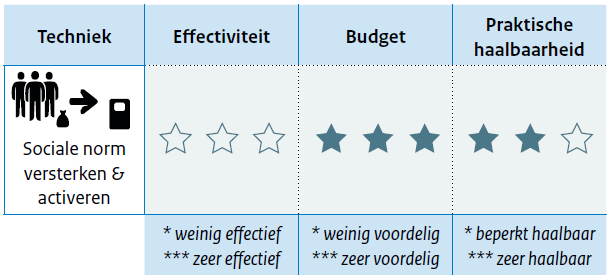 Techniek
Effectiviteit
Budget
Praktische
haalbaarheid
Sociale norm
versterken &
activeren
* weinig effectief
*** zeer effectief
* weinig voordelig
*** zeer voordelig
* beperkt haalbaar
*** zeer haalbaar